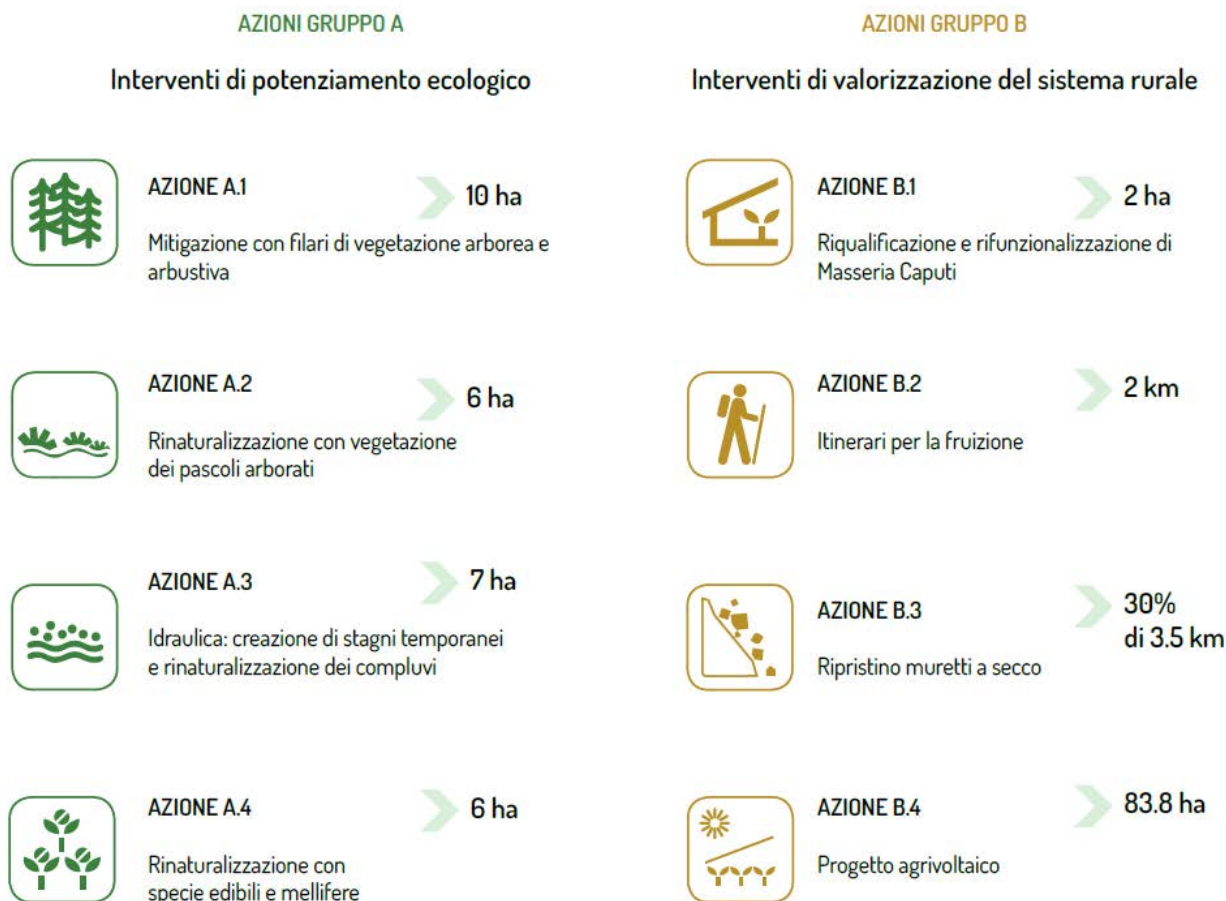 AZIONI GRUPPO A
Interventi di potenziamento ecologico
AZIONE A.1
10 ha
Mitigazione con filari di vegetazione arborea e
arbustiva
AZIONE A.2
6 ha
Rinaturalizzazione con vegetazione
dei pascoli arborati
AZIONE A.3
7 ha
Idraulica: creazione di stagni temporanei
e rinaturalizzazione dei compluvi
AZIONE A.4
6 ha
Rinaturalizzazione con
specie edibili e mellifere
AZIONI GRUPPO B
Interventi di valorizzazione del sistema rurale
AZIONE B.1
2 ha
Riqualificazione e rifunzionalizzazione di
Masseria Caputi
AZIONE B.2
2 km
Itinerari per la fruizione
AZIONE B.3
30%
di 3.5 km
Ripristino muretti a secco
AZIONE B.4
83.8 ha
Progetto agrivoltaico